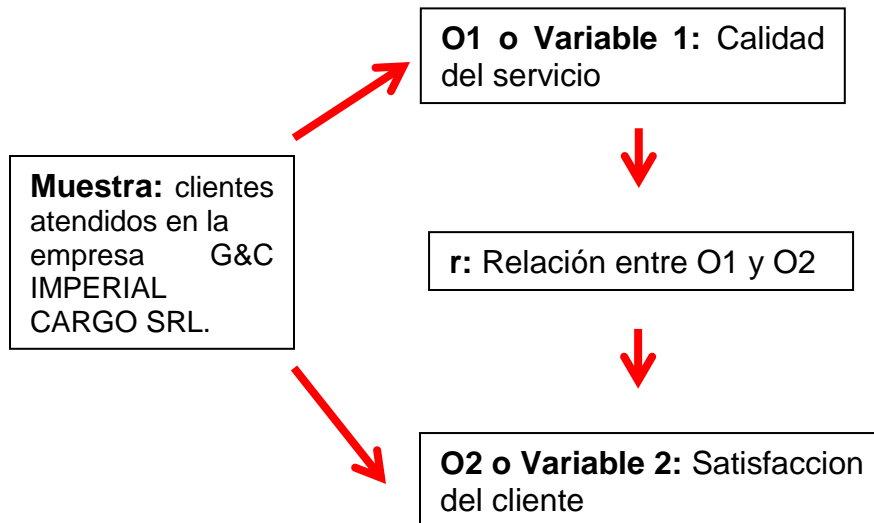 O1 o Variable 1: Calidad
del servicio
Muestra: clientes
atendidos en la
empresa G&C
IMPERIAL
CARGO SRL.
r: Relación entre O1 y O2
O2 o Variable 2: Satisfaccion
del cliente